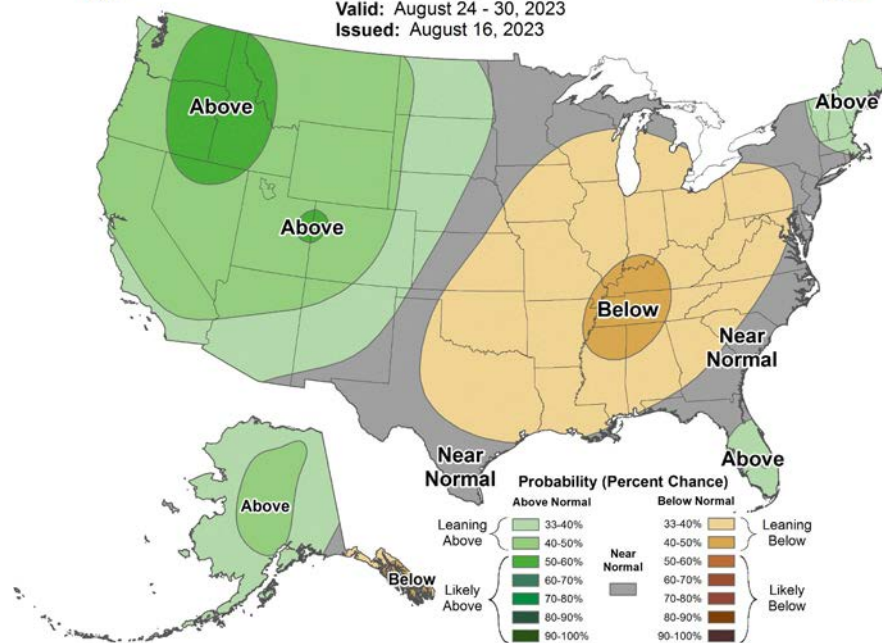 Valid: August 24 - 30, 2023
Issued: August 16, 2023
Above
Above
Above
Below
Near
Normal
Near
Normal
Above
Above
Below
Probability (Percent Chance)
Above Normal
Below Normal
Leaning
Above
33-40%
40-50%
Likely
Above
50-60%
60-70%
70-80%
80-90%
90-100%
Near
Normal
33-40%
40-50%
Leaning
Below
50-60%
60-70%
70-80%
80-90%
90-100%
Likely
Below